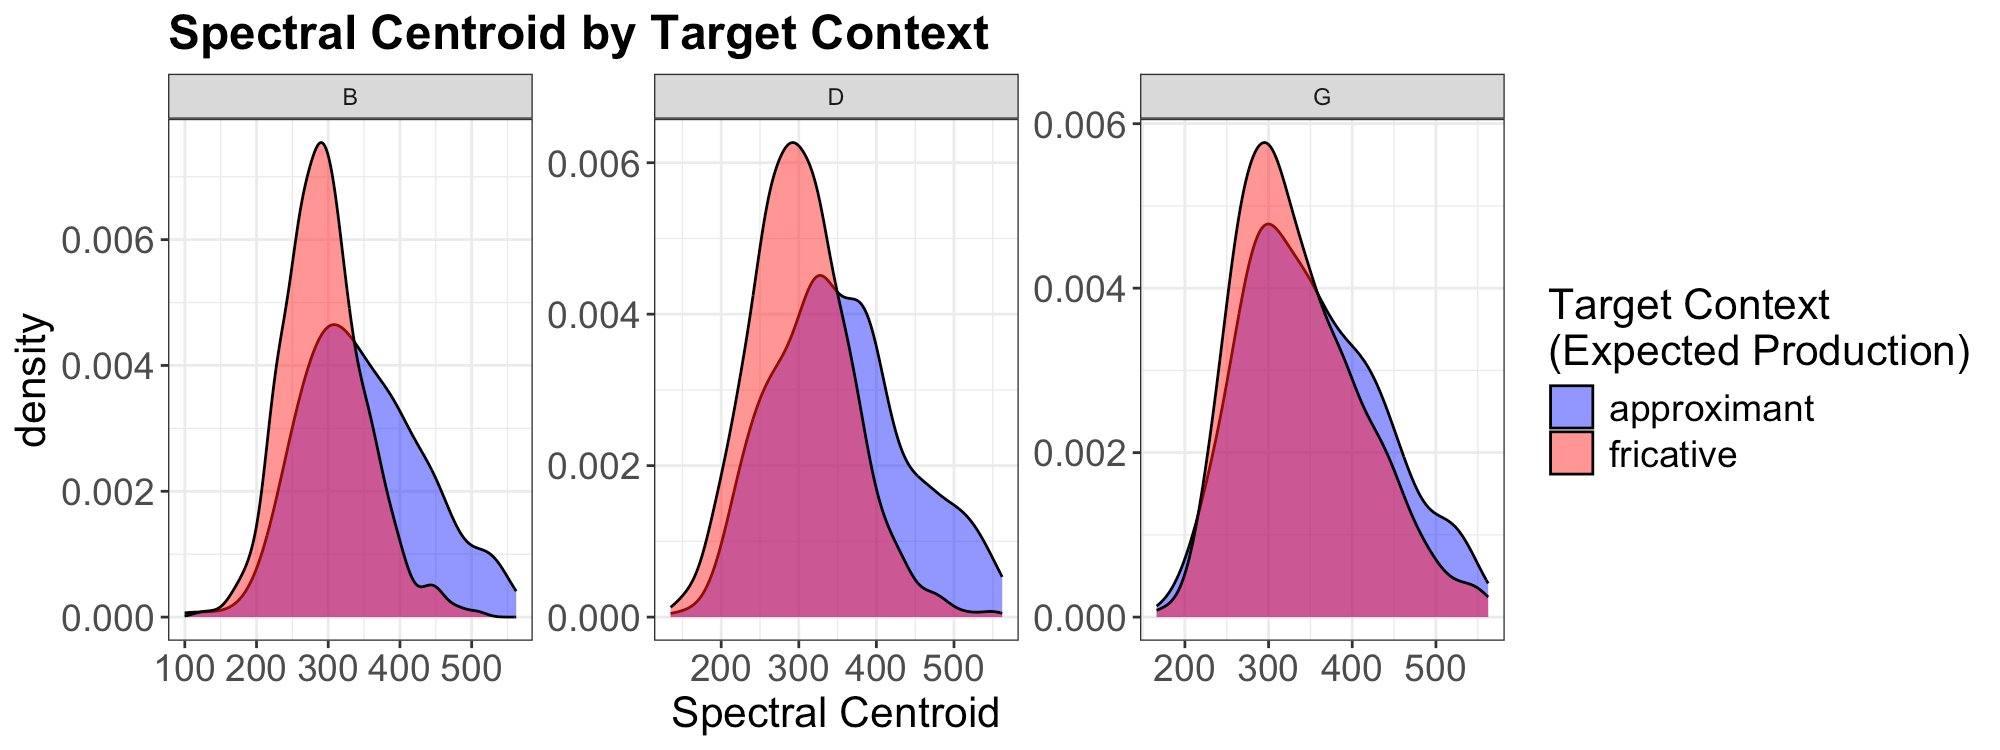 Spectral Centroid by Target Context
B
D
G
density
0.006
0.004
0.002
0.000
100 200 300 400 500
0.006
0.004
0.002
0.000
200 300 400 500
0.006
0.004
0.002
0.000
200 300 400 500
Spectral Centroid
Target Context
(Expected Production)
approximant
fricative